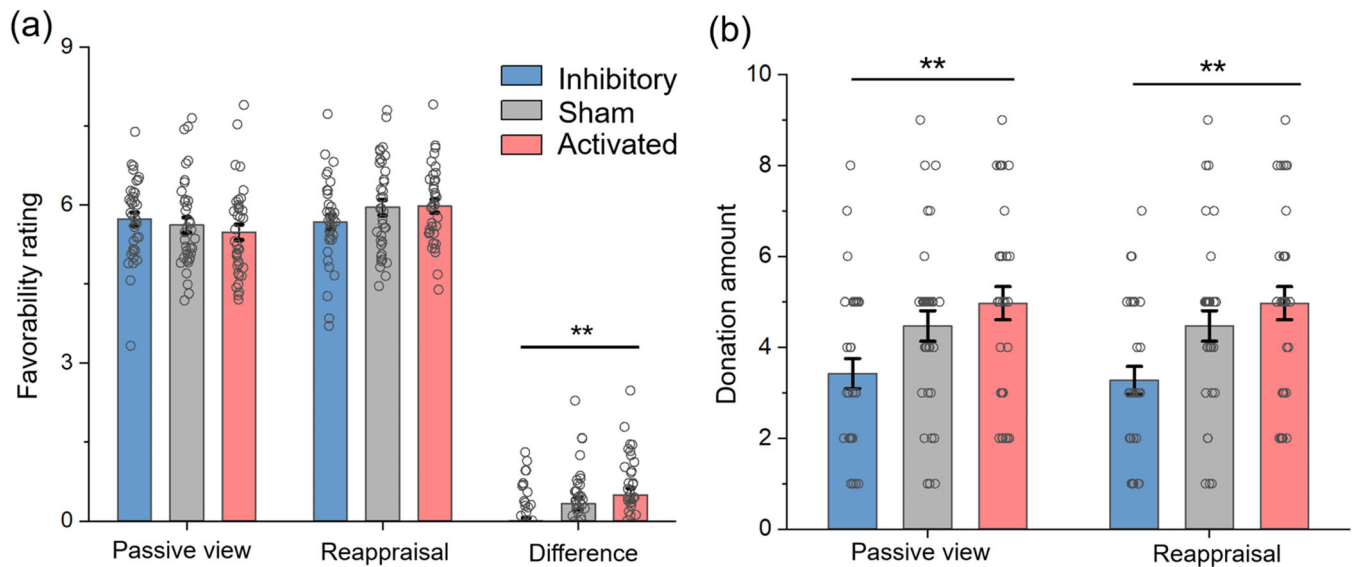 (a)
Favorability rating
9
6
3
0
Inhibitory
Sham
Activated
**
Passive view
Reappraisal
Difference
(b)
Donation amount
10
8
6
4
2
0
**
**
Passive view
Reappraisal